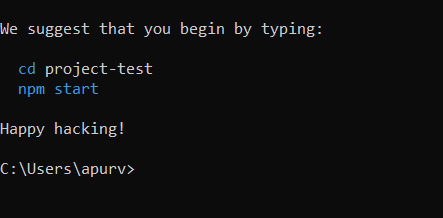 We suggest that you begin by typing:
cd project-test
npm start
Happy hacking!
C:\Users\apurv>